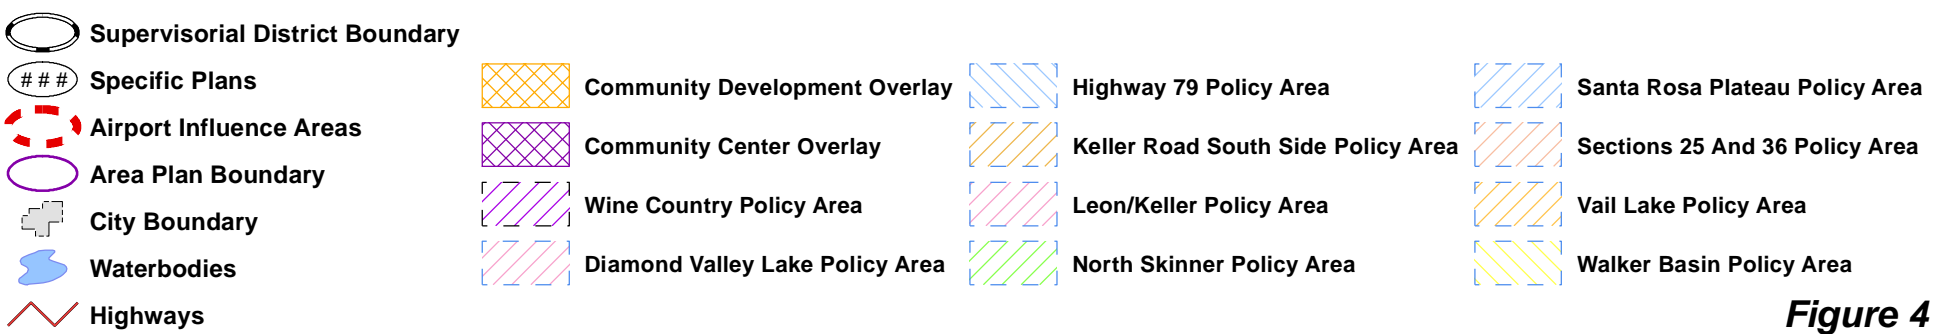 Supervisorial District Boundary
### Specific Plans
Airport Influence Areas
Area Plan Boundary
City Boundary
Waterbodies
Highways
Community Development Overlay
Community Center Overlay
Wine Country Policy Area
Diamond Valley Lake Policy Area
Highway 79 Policy Area
Keller Road South Side Policy Area
Leon/Keller Policy Area
North Skinner Policy Area
Santa Rosa Plateau Policy Area
Sections 25 And 36 Policy Area
Vail Lake Policy Area
Walker Basin Policy Area
Figure 4